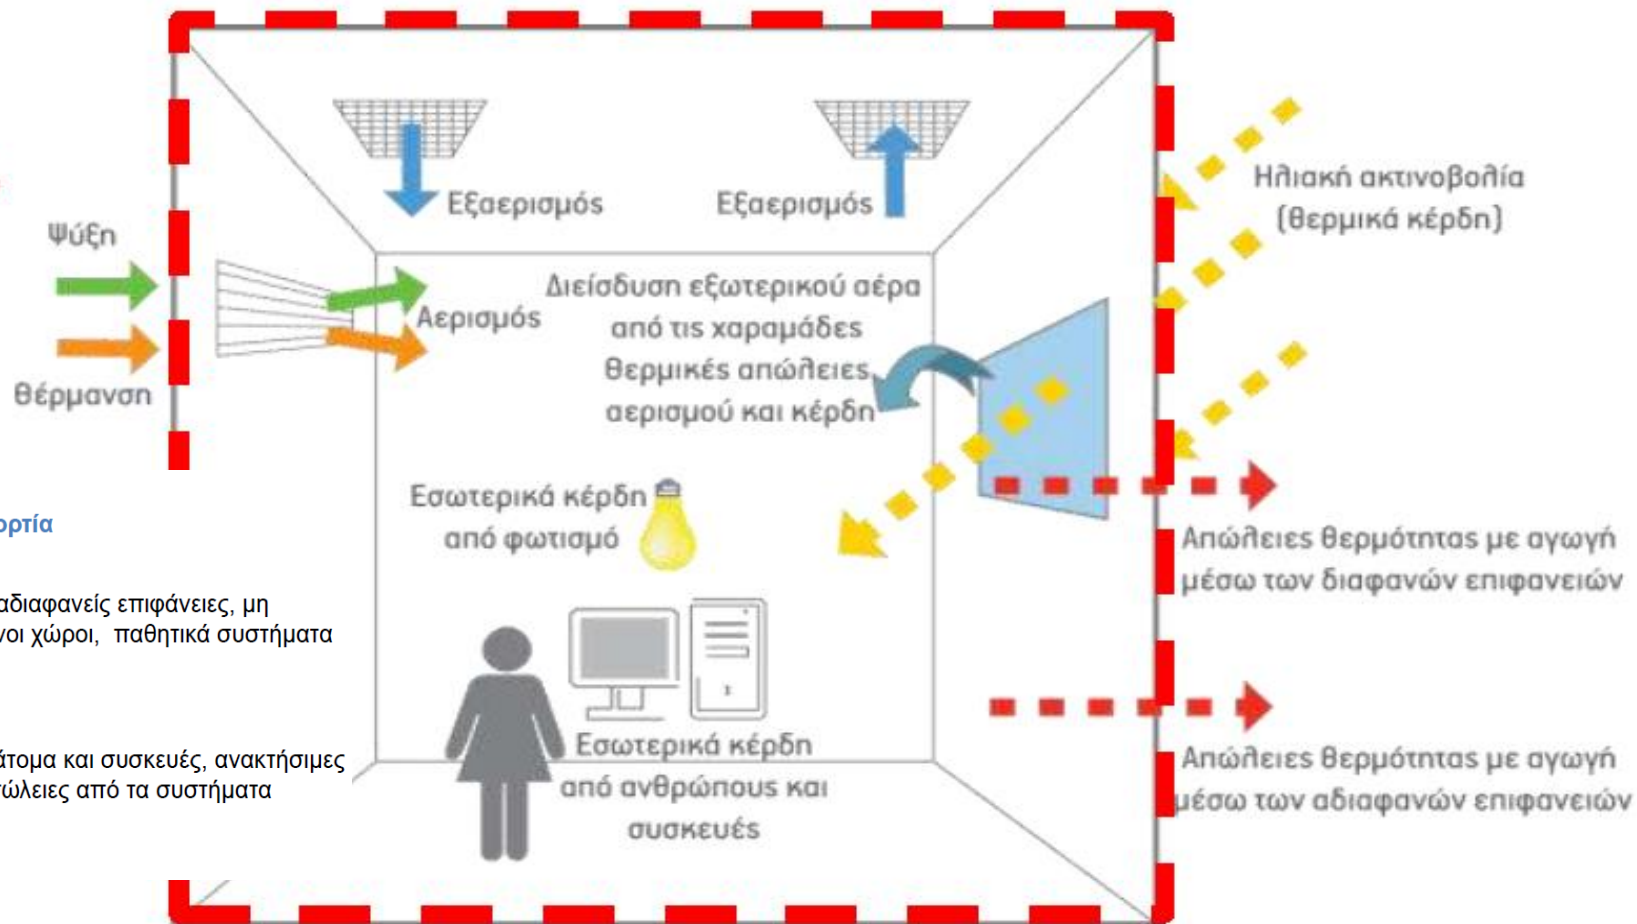 Ψύξη
θέρμανση
Εξαερισμός
Εξαερισμός
Αερισμός
Διείσδυση εξωτερικού αέρα
από τις χαραμάδες
θερμικές απώλειες
αερισμού και κέρδη
Ηλιακή ακτινοβολία
(θερμικά κέρδη)
Εσωτερικά κέρδη
από φωτισμό
Απώλειες θερμότητας με αγωγή
μέσω των διαφανών επιφανειών
Εσωτερικά κέρδη
από ανθρώπους και
συσκευές
Απώλειες θερμότητας με αγωγή
μέσω των αδιαφανών επιφανειών
αδιαφανείς επιφάνειες, μη
χώροι, παθητικά συστήματα
άτομα και συσκευές, ανακτήσιμες
από τα συστήματα